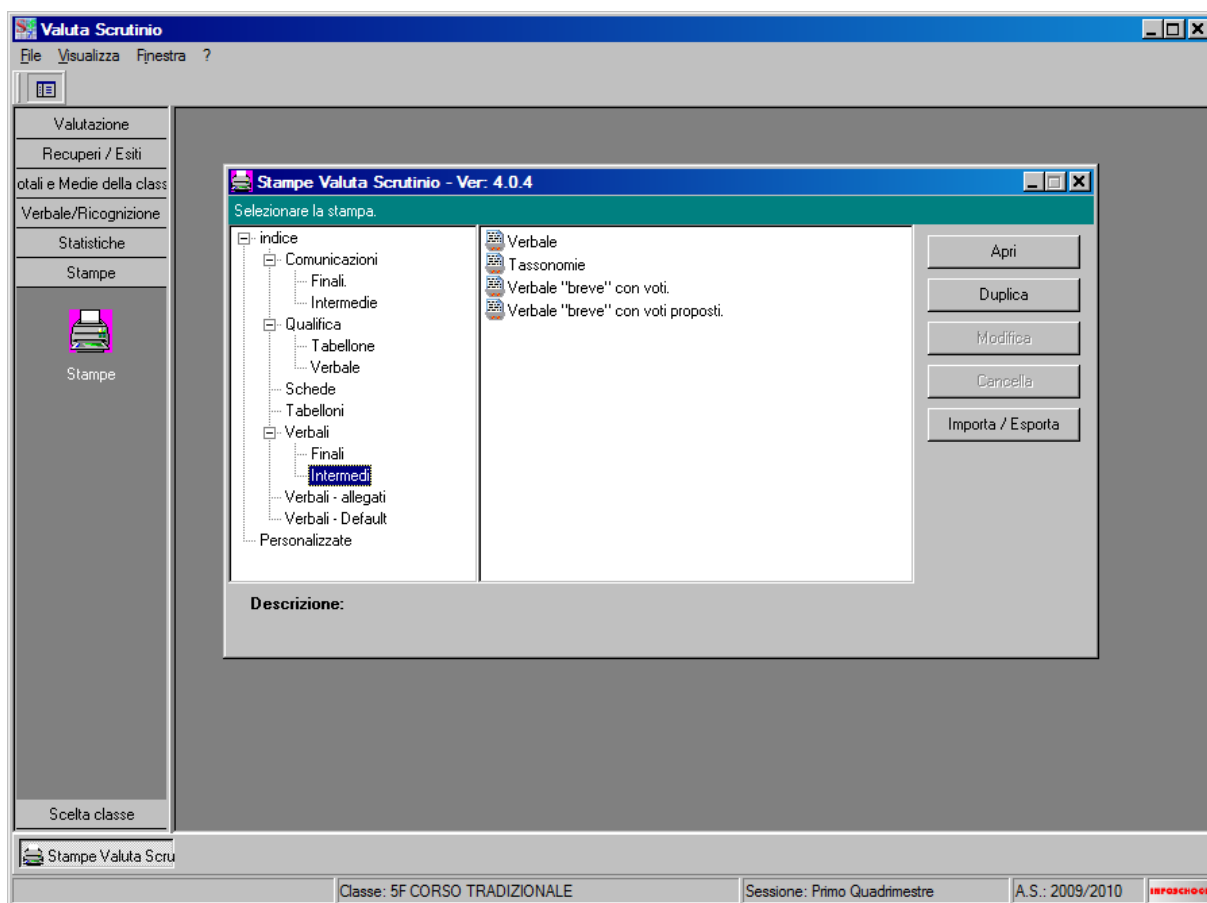 Valuta Scrutinio
File Visualizza Finestra ?
Valutazione
Recuperi / Esiti
otali e Medie della class
Verbale/Ricognizione
Statistiche
Stampe
Stampe
Scelta classe
Stampe Valuta Scrutinio - Ver: 4.0.4
Selezionare la stampa.
indice
Comunicazioni
Finali.
Intermedie
Qualifica
Tabellone
Verbale
Schede
Tabelloni
Verbali
Finali
Intermedi
Verbali - allegati
Verbali - Default
Personalizzate
Verbale
Tassonomie
Verbale "breve" con voti.
Verbale "breve" con voti proposti.
Apri
Duplica
Modifica
Cancella
Importa / Esporta
Descrizione:
Stampe Valuta Scru
Classe: 5F CORSO TRADIZIONALE Sessione: Primo Quadrimestre A.S.: 2009/2010 INFOSCHOOL